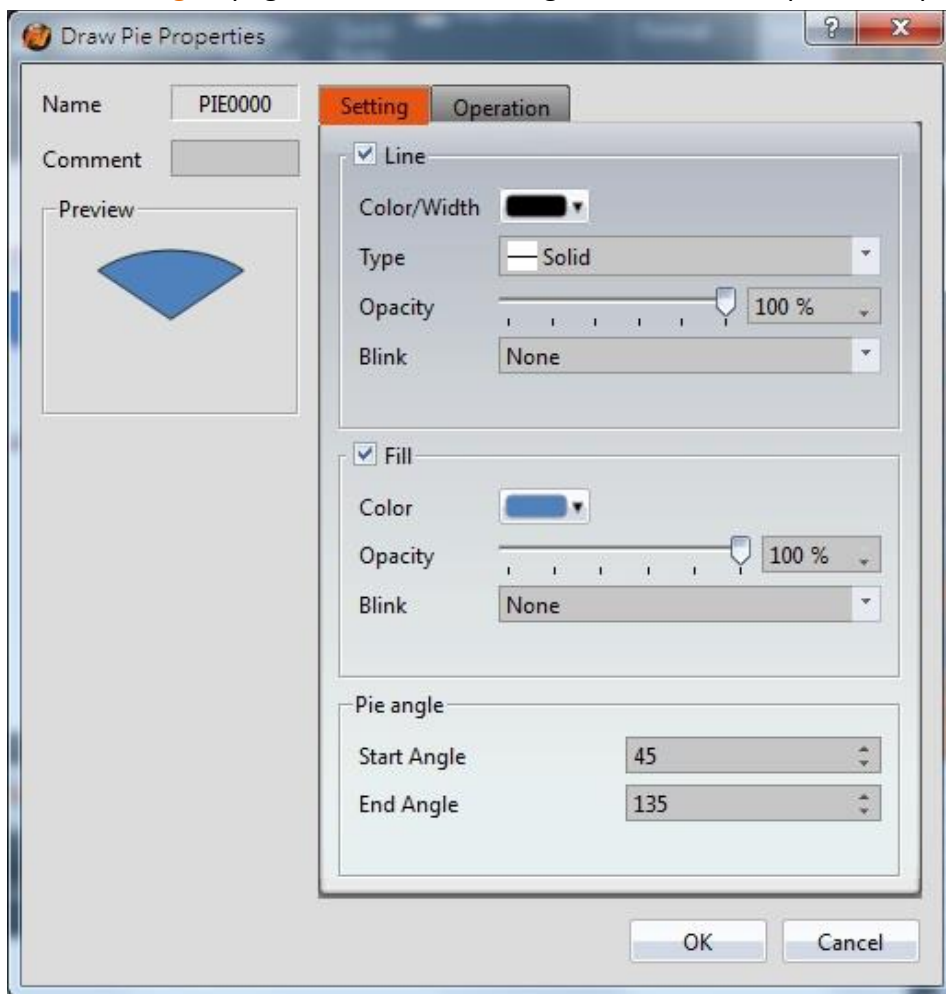 Draw Pie Properties
?
X
Name PIE0000
Comment
Preview
Setting Operation
Line
Color/Width
Type Solid
Opacity 100 %
Blink None
Fill
Color
Opacity 100 %
Blink None
Pie angle
Start Angle 45
End Angle 135
OK Cancel